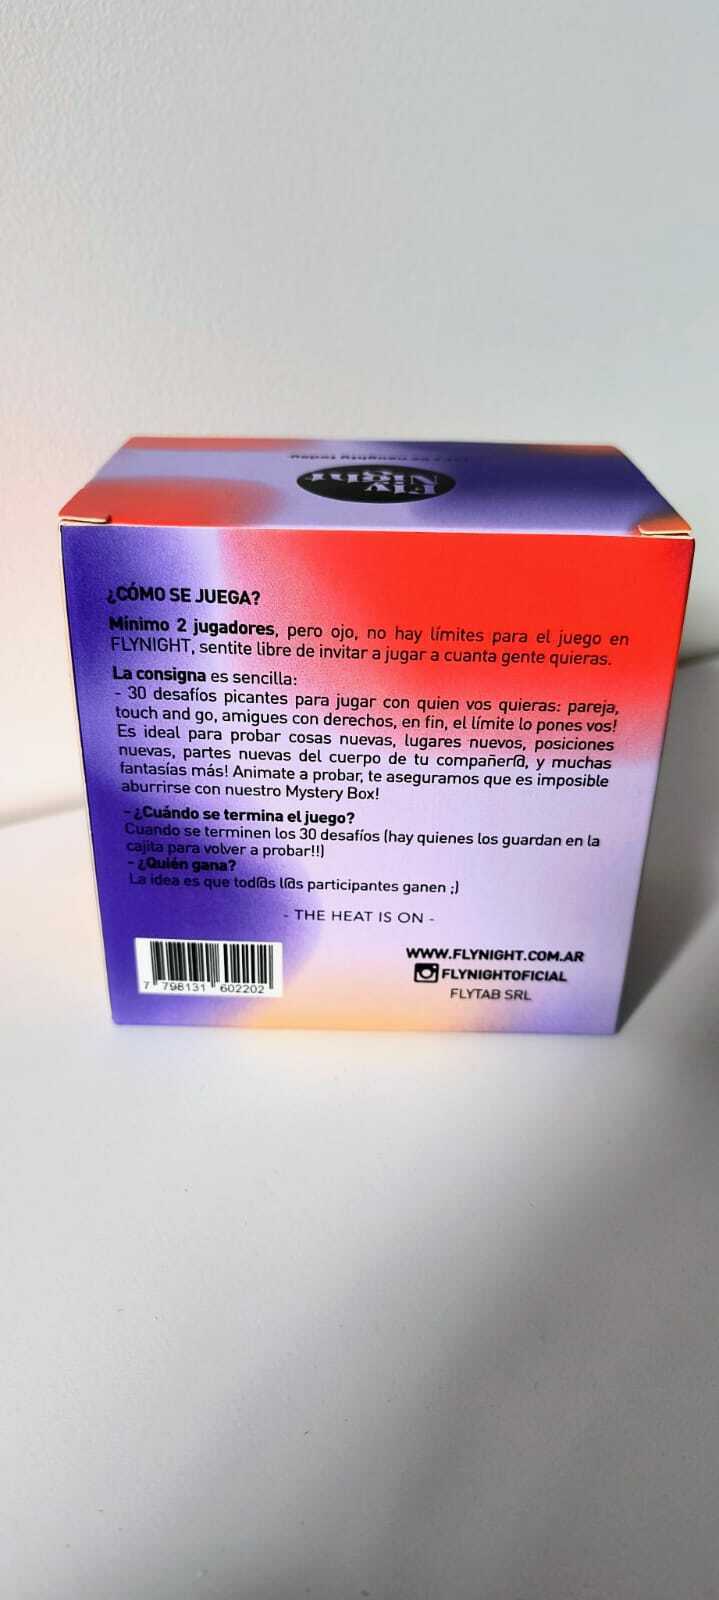 Fly
Night
¿CÓMO SE JUEGA?
Mínimo 2 jugadores, pero ojo, no hay límites para el juego en
FLYNIGHT, sentite libre de invitar a jugar a cuanta gente quieras.
La consigna es sencilla:
- 30 desafíos picantes para jugar con quien vos quieras: pareja,
touch and go, amigues con derechos, en fin, el límite lo pones vos!
Es ideal para probar cosas nuevas, lugares nuevos, posiciones
nuevas, partes nuevas del cuerpo de tu compañer@, y muchas
fantasías más! Animate a probar, te aseguramos que es imposible
aburrirse con nuestro Mystery Box!
- ¿Cuándo se termina el juego?
Cuando se terminen los 30 desafíos (hay quienes los guardan en la
cajita para volver a probar!!)
- ¿Quién gana?
La idea es que tod@s l@s participantes ganen ;)
- THE HEAT IS ON -
WWW.FLYNIGHT.COM.AR
FLYNIGHTOFICIAL
FLYTAB SRL
7 798131 602202